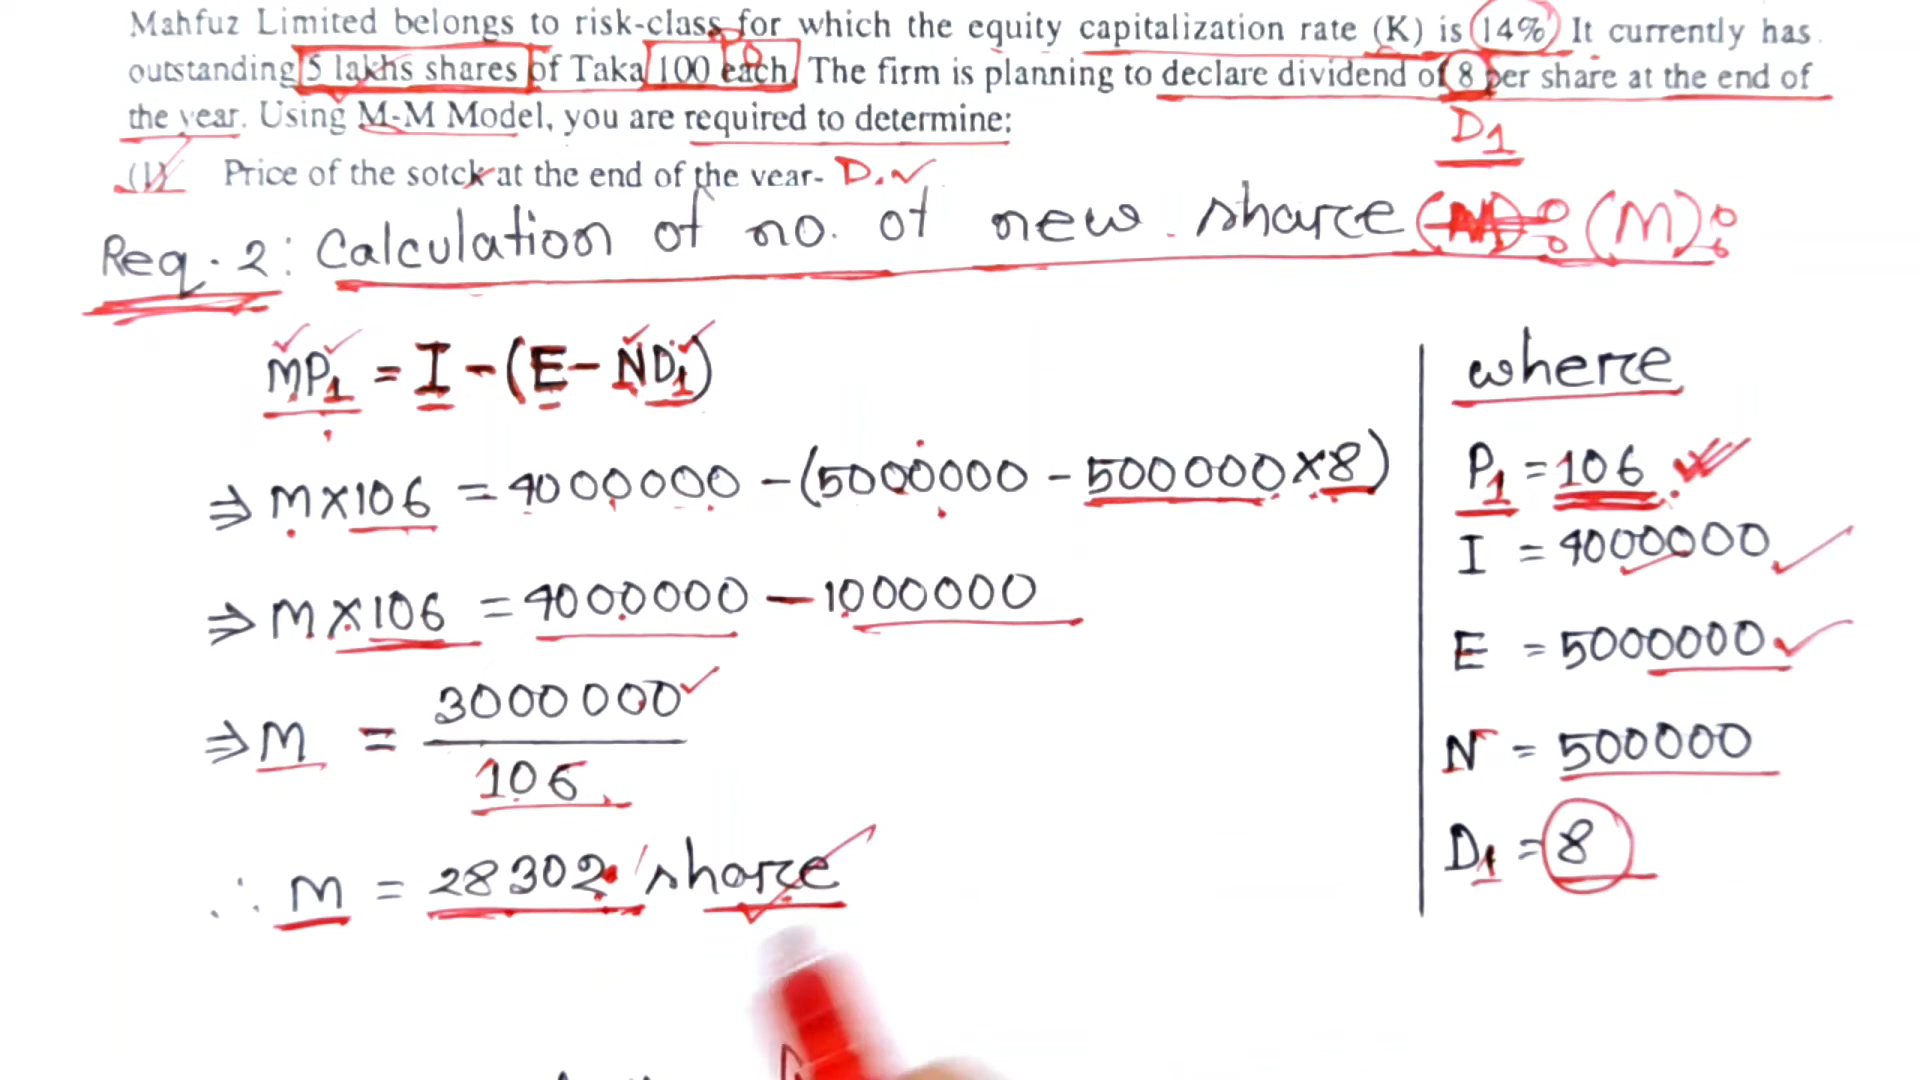 Mahfuz Limited belongs to risk-class for which the equity capitalization rate (K) is 14% It currently has
outstanding 5 lakhs shares of Taka 100 each. The firm is planning to declare dividend of 8 per share at the end of
the year. Using M-M Model, you are required to determine:
D1
(1) Price of the sotck at the end of the year-
Req. 2: Calculation of no. of new share (M):
MP1 = I - (E - ND1)
⇒ M×106 = 4000000 - (5000000 - 500000×8)
⇒ M×106 = 4000000 - 1000000
⇒ M = 3000000
106
∴ M = 28302 share
where
P1 = 106
I = 4000000
E = 5000000
N = 500000
D1 = 8